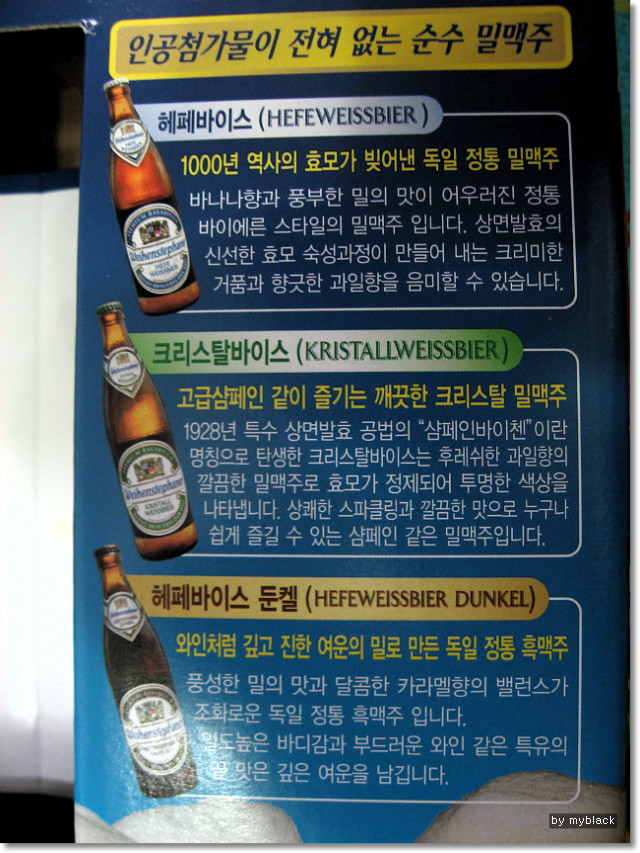 인공첨가물이 전혀 없는 순수 밀맥주
헤페바이스 (HEFEWEISSBIER)
1000년 역사의 효모가 빚어낸 독일 정통 밀맥주
바나나향과 풍부한 밀의 맛이 어우러진 정통
바이에른 스타일의 밀맥주 입니다. 상면발효의
신선한 효모 숙성과정이 만들어 내는 크리미한
거품과 향긋한 과일향을 음미할 수 있습니다.
Weihenstephaner
HEFE
WEISSBIER
크리스탈바이스 (KRISTALLWEISSBIER)
고급샴페인 같이 즐기는 깨끗한 크리스탈 밀맥주
1928년 특수 상면발효 공법의 "샴페인바이첸"이란
명칭으로 탄생한 크리스탈바이스는 후레쉬한 과일향의
깔끔한 밀맥주로 효모가 정제되어 투명한 색상을
나타냅니다. 상쾌한 스파클링과 깔끔한 맛으로 누구나
쉽게 즐길 수 있는 샴페인 같은 밀맥주입니다.
Weihenstephaner
KRISTALL
WEISSBIER
헤페바이스 둔켈 (HEFEWEISSBIER DUNKEL)
와인처럼 깊고 진한 여운의 밀로 만든 독일 정통 흑맥주
풍성한 밀의 맛과 달콤한 카라멜향의 밸런스가
조화로운 독일 정통 흑맥주 입니다.
밀도높은 바디감과 부드러운 와인 같은 특유의
끝 맛은 깊은 여운을 남깁니다.
Weihenstephaner
by myblack